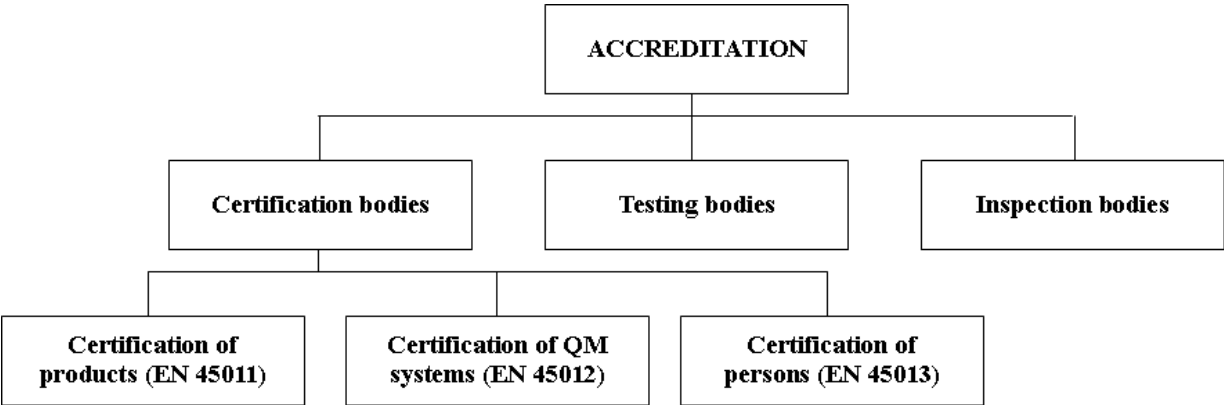 ACCREDITATION
Certification bodies
Testing bodies
Inspection bodies
Certification of
products (EN 45011)
Certification of QM
systems (EN 45012)
Certification of
persons (EN 45013)